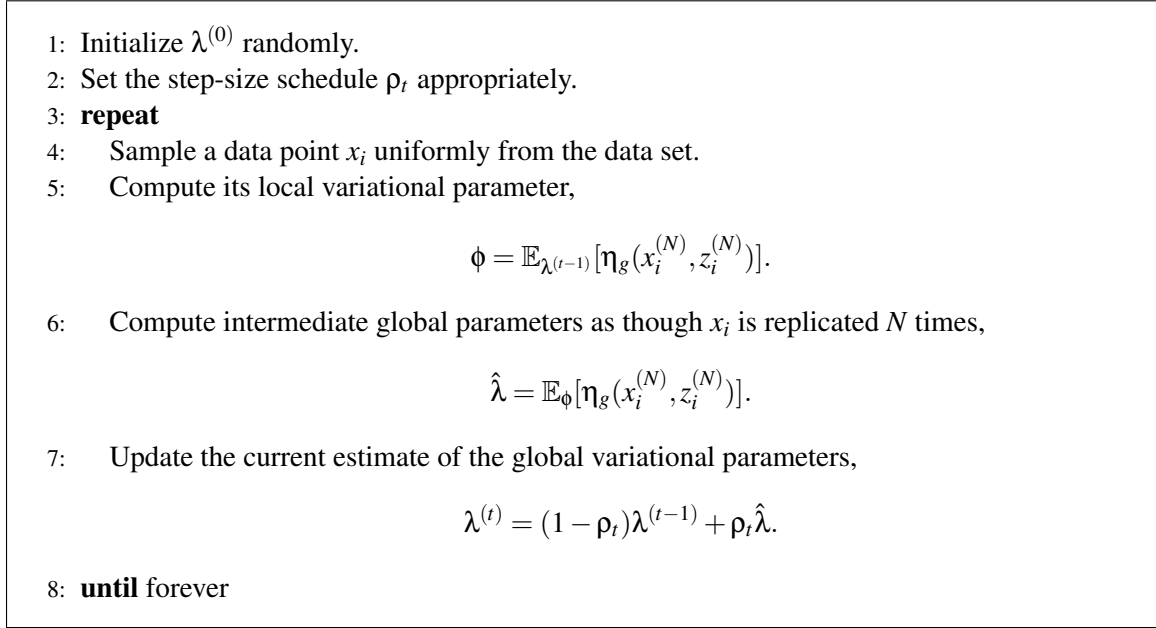 1: Initialize λ^{(0)} randomly.
2: Set the step-size schedule ρ_t appropriately.
3: repeat
4: Sample a data point x_i uniformly from the data set.
5: Compute its local variational parameter,
ϕ = 𝔼_{λ^{(t−1)}}[η_g(x_i^{(N)}, z_i^{(N)})].
6: Compute intermediate global parameters as though x_i is replicated N times,
λ̂ = 𝔼_ϕ[η_g(x_i^{(N)}, z_i^{(N)})].
7: Update the current estimate of the global variational parameters,
λ^{(t)} = (1 − ρ_t)λ^{(t−1)} + ρ_tλ̂.
8: until forever